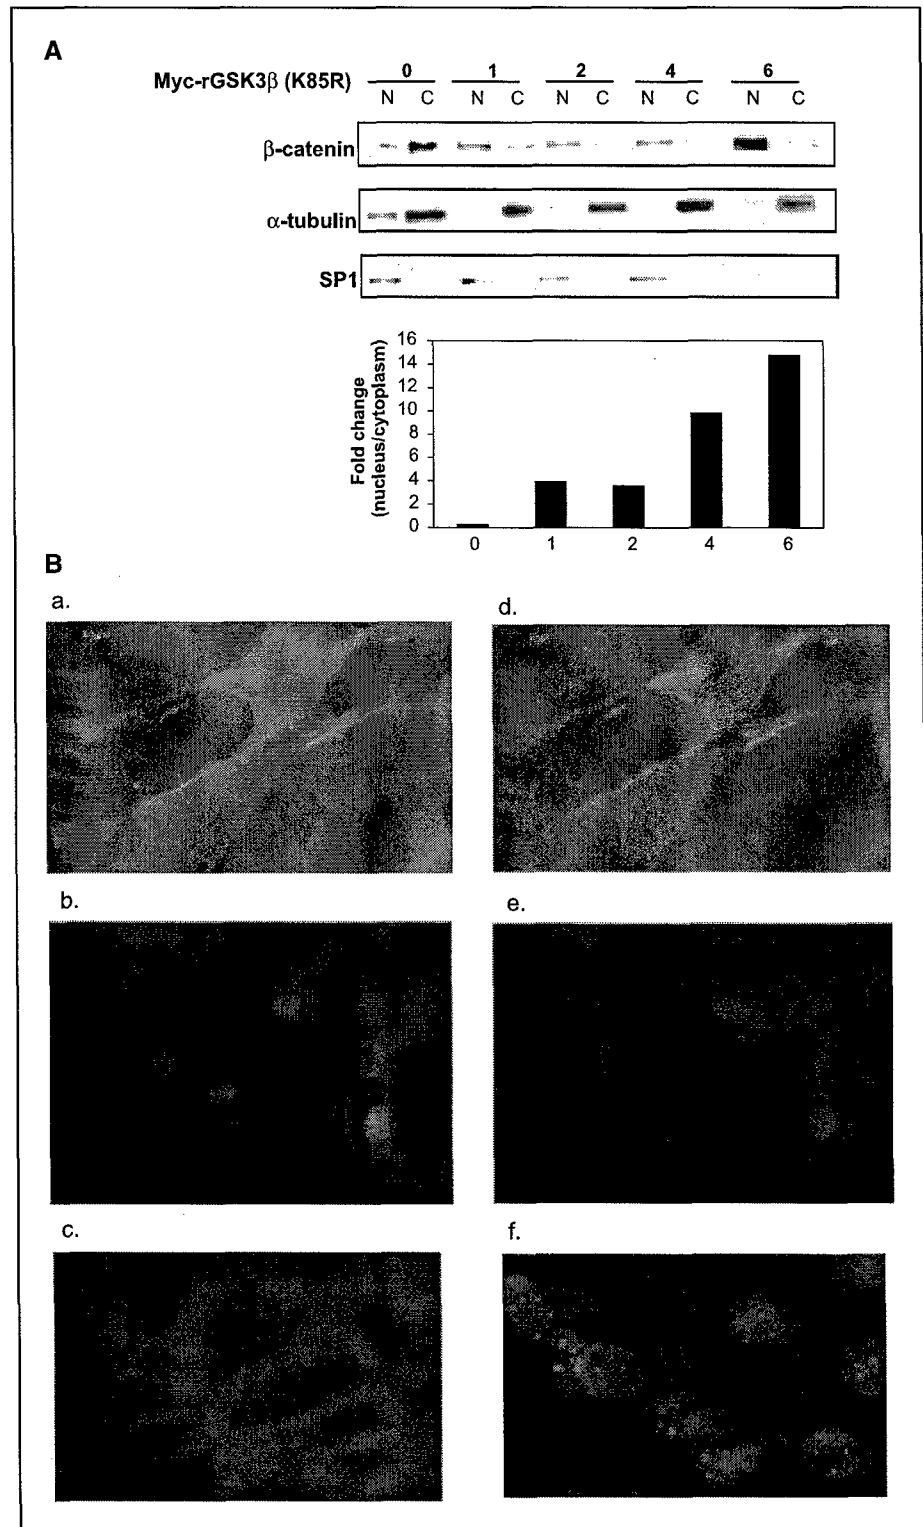 A
Myc-rGSK3β (K85R) 0 1 2 4 6
N C N C N C N C N C
β-catenin
α-tubulin
SP1
Fold change
(nucleus/cytoplasm)
16
14
12
10
8
6
4
2
0
0 1 2 4 6
B
a. d.
b. e.
c. f.